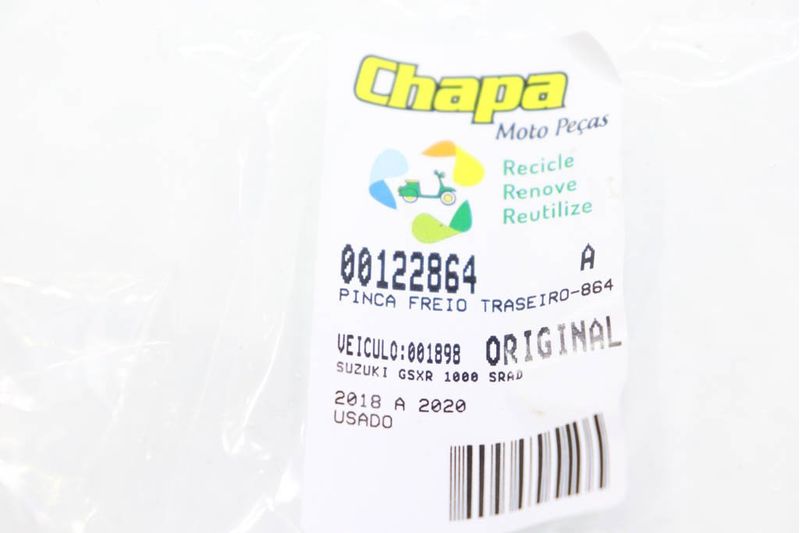 Chapa
Moto Peças
Recicle
Renove
Reutilize
00122864 A
PINCA FREIO TRASEIRO-864
VEICULO:001898 ORIGINAL
SUZUKI GSXR 1000 SRAD
2018 A 2020
USADO